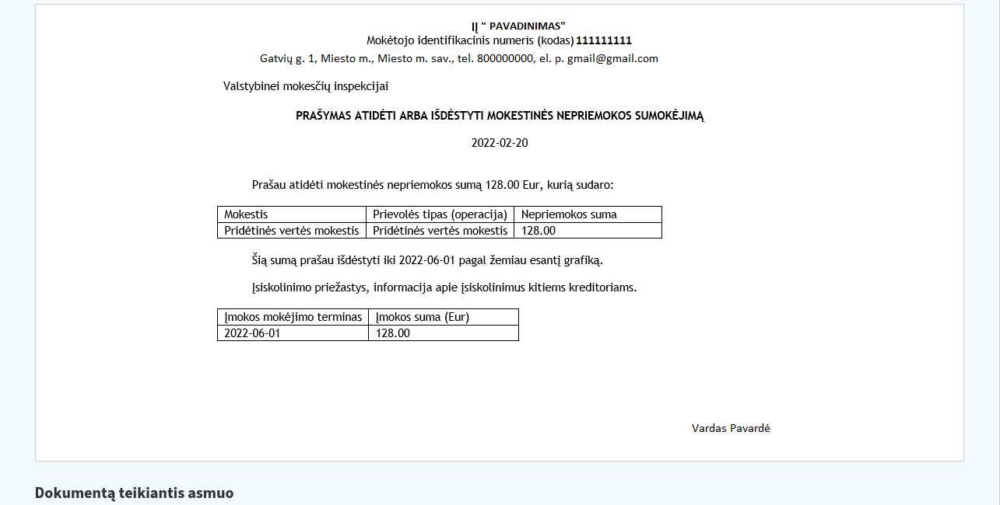 IĮ " PAVADINIMAS"
Mokėtojo identifikacinis numeris (kodas) 111111111
Gatvių g. 1, Miesto m., Miesto m. sav., tel. 800000000, el. p. gmail@gmail.com
Valstybinei mokesčių inspekcijai
PRAŠYMAS ATIDĖTI ARBA IŠDĖSTYTI MOKESTINĖS NEPRIEMOKOS SUMOKĖJIMĄ
2022-02-20
Prašau atidėti mokestinės nepriemokos sumą 128.00 Eur, kurią sudaro:
Mokestis Prievolės tipas (operacija) Nepriemokos suma
Pridėtinės vertės mokestis Pridėtinės vertės mokestis 128.00
Šią sumą prašau išdėstyti iki 2022-06-01 pagal žemiau esantį grafiką.
Įsiskolinimo priežastys, informacija apie įsiskolinimus kitiems kreditoriams.
Įmokos mokėjimo terminas Įmokos suma (Eur)
2022-06-01 128.00
Vardas Pavardė
Dokumentą teikiantis asmuo